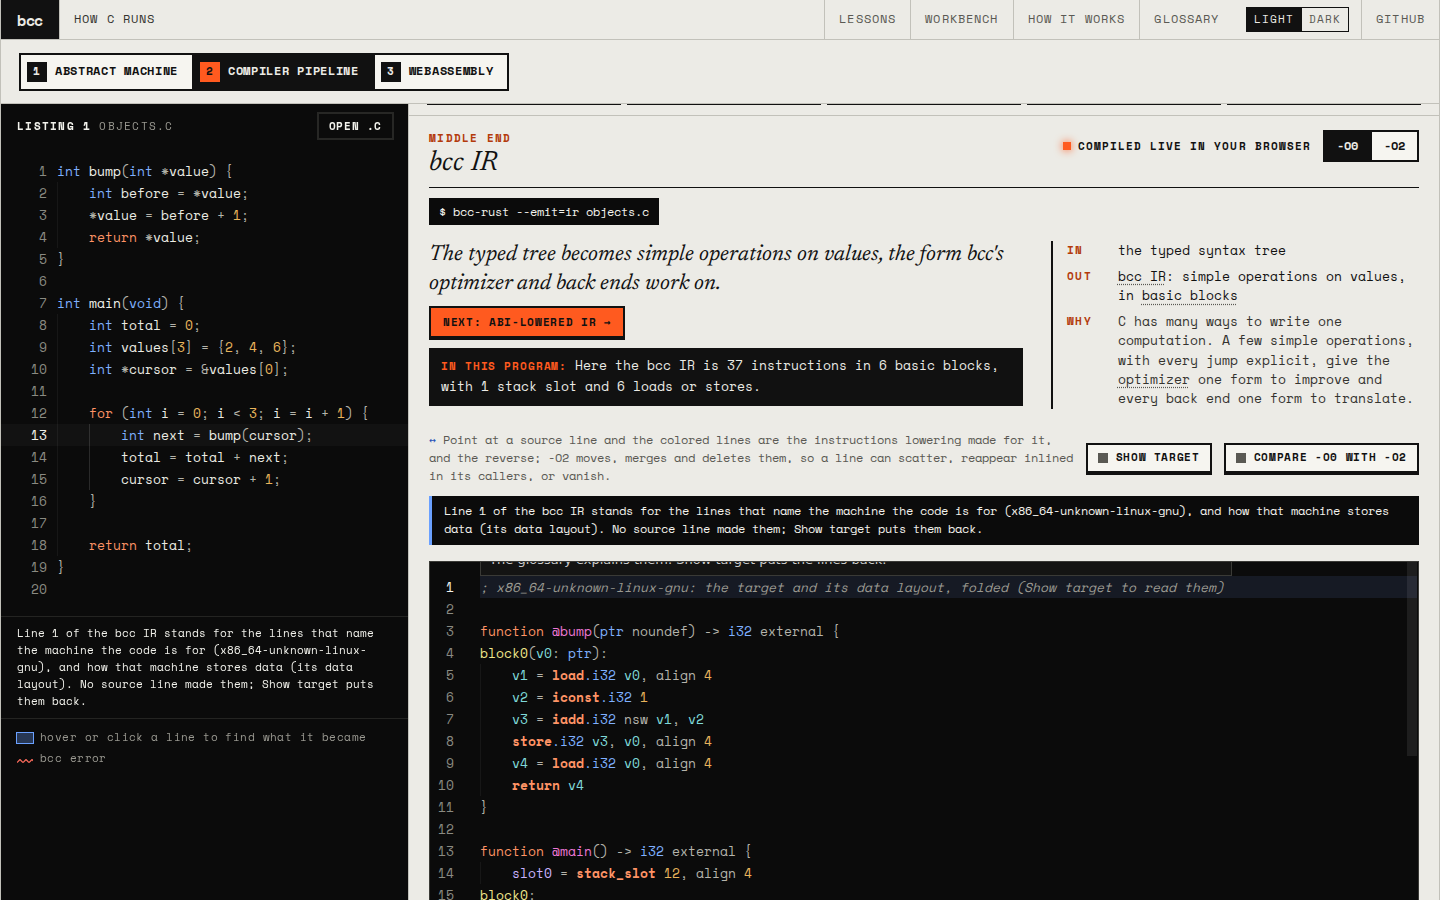 bcc HOW C RUNS LESSONS WORKBENCH HOW IT WORKS GLOSSARY LIGHT DARK GITHUB
1 ABSTRACT MACHINE 2 COMPILER PIPELINE 3 WEBASSEMBLY
LISTING 1 OBJECTS.C OPEN .C
1 int bump(int *value) {
2 int before = *value;
3 *value = before + 1;
4 return *value;
5 }
6
7 int main(void) {
8 int total = 0;
9 int values[3] = {2, 4, 6};
10 int *cursor = &values[0];
11
12 for (int i = 0; i < 3; i = i + 1) {
13 int next = bump(cursor);
14 total = total + next;
15 cursor = cursor + 1;
16 }
17
18 return total;
19 }
20
Line 1 of the bcc IR stands for the lines that name
the machine the code is for (x86_64-unknown-linux-
gnu), and how that machine stores data (its data
layout). No source line made them; Show target puts
them back.
hover or click a line to find what it became
bcc error
MIDDLE END
bcc IR
COMPILED LIVE IN YOUR BROWSER -O0 -O2
$ bcc-rust --emit=ir objects.c
The typed tree becomes simple operations on values, the form bcc's
optimizer and back ends work on.
NEXT: ABI-LOWERED IR →
IN THIS PROGRAM: Here the bcc IR is 37 instructions in 6 basic blocks,
with 1 stack slot and 6 loads or stores.
IN the typed syntax tree
OUT bcc IR: simple operations on values,
in basic blocks
WHY C has many ways to write one
computation. A few simple operations,
with every jump explicit, give the
optimizer one form to improve and
every back end one form to translate.
↔ Point at a source line and the colored lines are the instructions lowering made for it,
and the reverse; -O2 moves, merges and deletes them, so a line can scatter, reappear inlined
in its callers, or vanish.
SHOW TARGET COMPARE -O0 WITH -O2
Line 1 of the bcc IR stands for the lines that name the machine the code is for (x86_64-unknown-linux-gnu), and how that machine stores
data (its data layout). No source line made them; Show target puts them back.
The glossary explains them. Show target puts the lines back.
1 ; x86_64-unknown-linux-gnu: the target and its data layout, folded (Show target to read them)
2
3 function @bump(ptr noundef) -> i32 external {
4 block0(v0: ptr):
5 v1 = load.i32 v0, align 4
6 v2 = iconst.i32 1
7 v3 = iadd.i32 nsw v1, v2
8 store.i32 v3, v0, align 4
9 v4 = load.i32 v0, align 4
10 return v4
11 }
12
13 function @main() -> i32 external {
14 slot0 = stack_slot 12, align 4
15 block0: